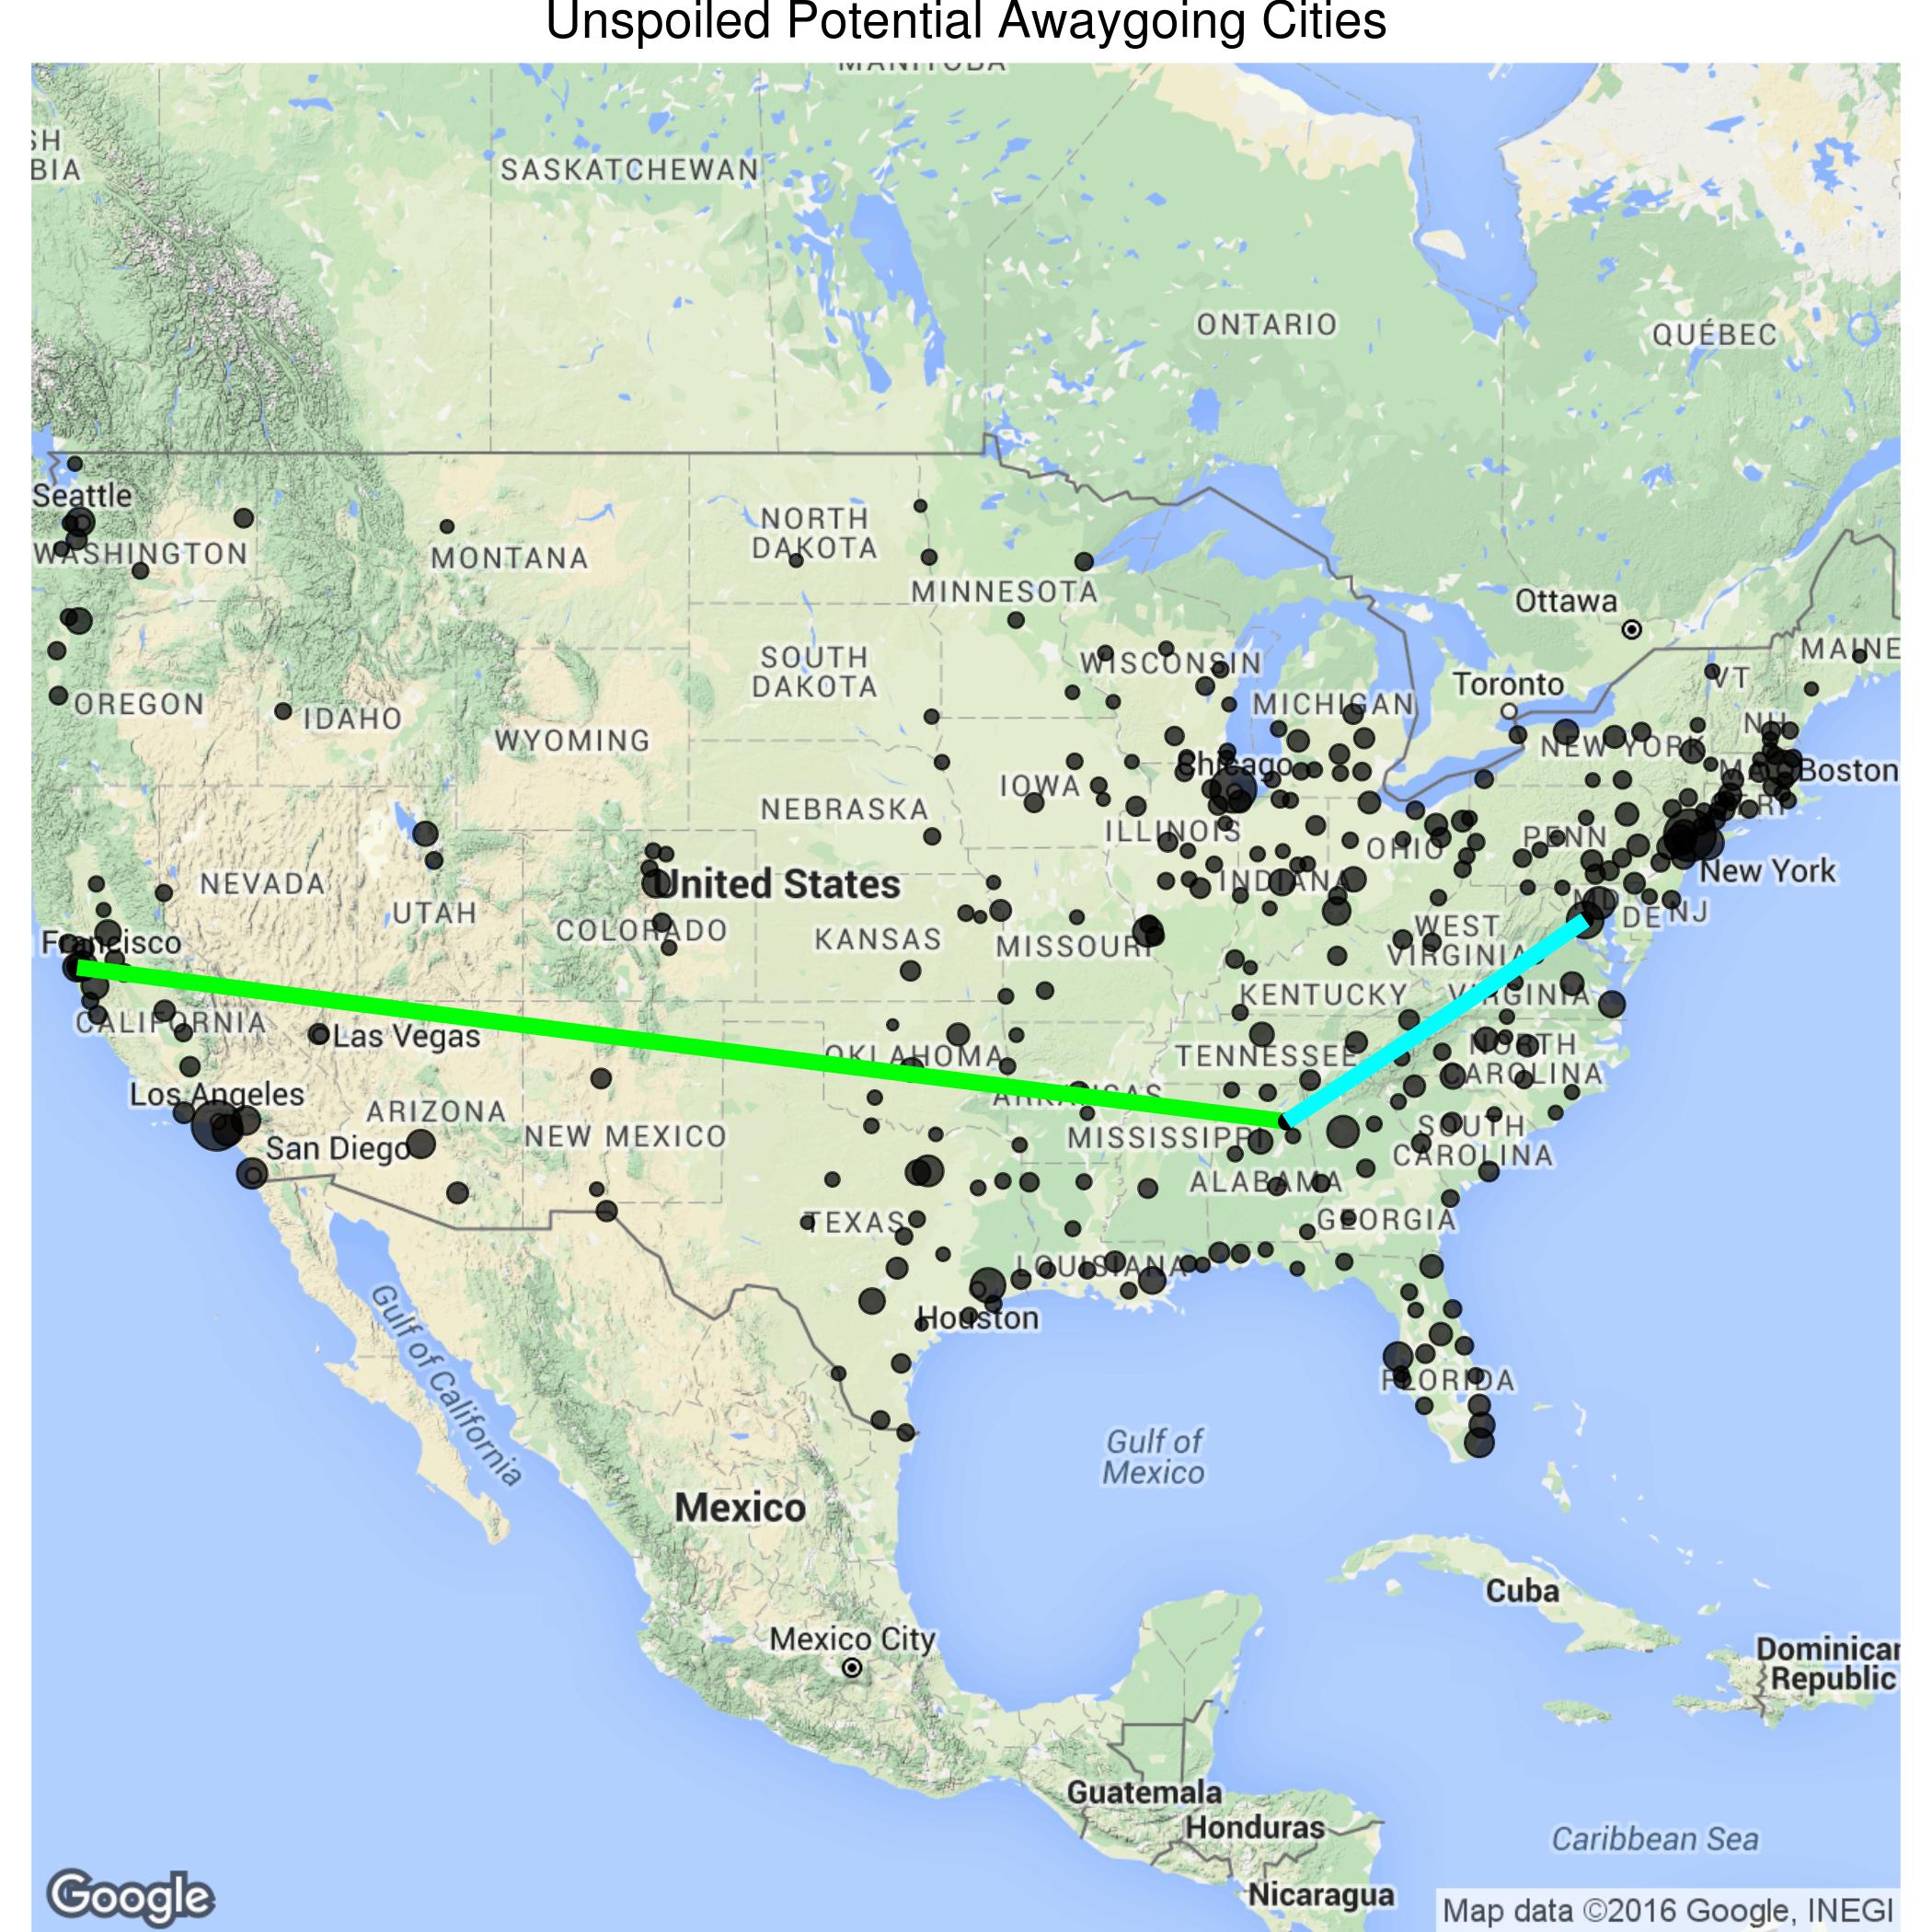 Unspoiled Potential Awaygoing Cities
MANITOBA
SH
BIA
SASKATCHEWAN
ONTARIO
QUÉBEC
Seattle
WASHINGTON
MONTANA
NORTH
DAKOTA
MINNESOTA
Ottawa
MAINE
WISCONSIN
SOUTH
DAKOTA
Toronto
VT
OREGON
IDAHO
MICHIGAN
NH
WYOMING
NEW YORK
Chicago
MA
Boston
IOWA
NEBRASKA
RI
ILLINOIS
OHIO
PENN
New York
NEVADA
United States
INDIANA
MD
DE
NJ
UTAH
COLORADO
KANSAS
MISSOURI
WEST
VIRGINIA
Francisco
KENTUCKY
VIRGINIA
CALIFORNIA
Las Vegas
OKLAHOMA
TENNESSEE
NORTH
CAROLINA
Los Angeles
ARIZONA
ARKANSAS
NEW MEXICO
MISSISSIPPI
SOUTH
CAROLINA
San Diego
ALABAMA
TEXAS
GEORGIA
LOUISIANA
Houston
Gulf of California
FLORIDA
Gulf of
Mexico
Mexico
Cuba
Mexico City
Dominican
Republic
Guatemala
Honduras
Caribbean Sea
Nicaragua
Google
Map data ©2016 Google, INEGI